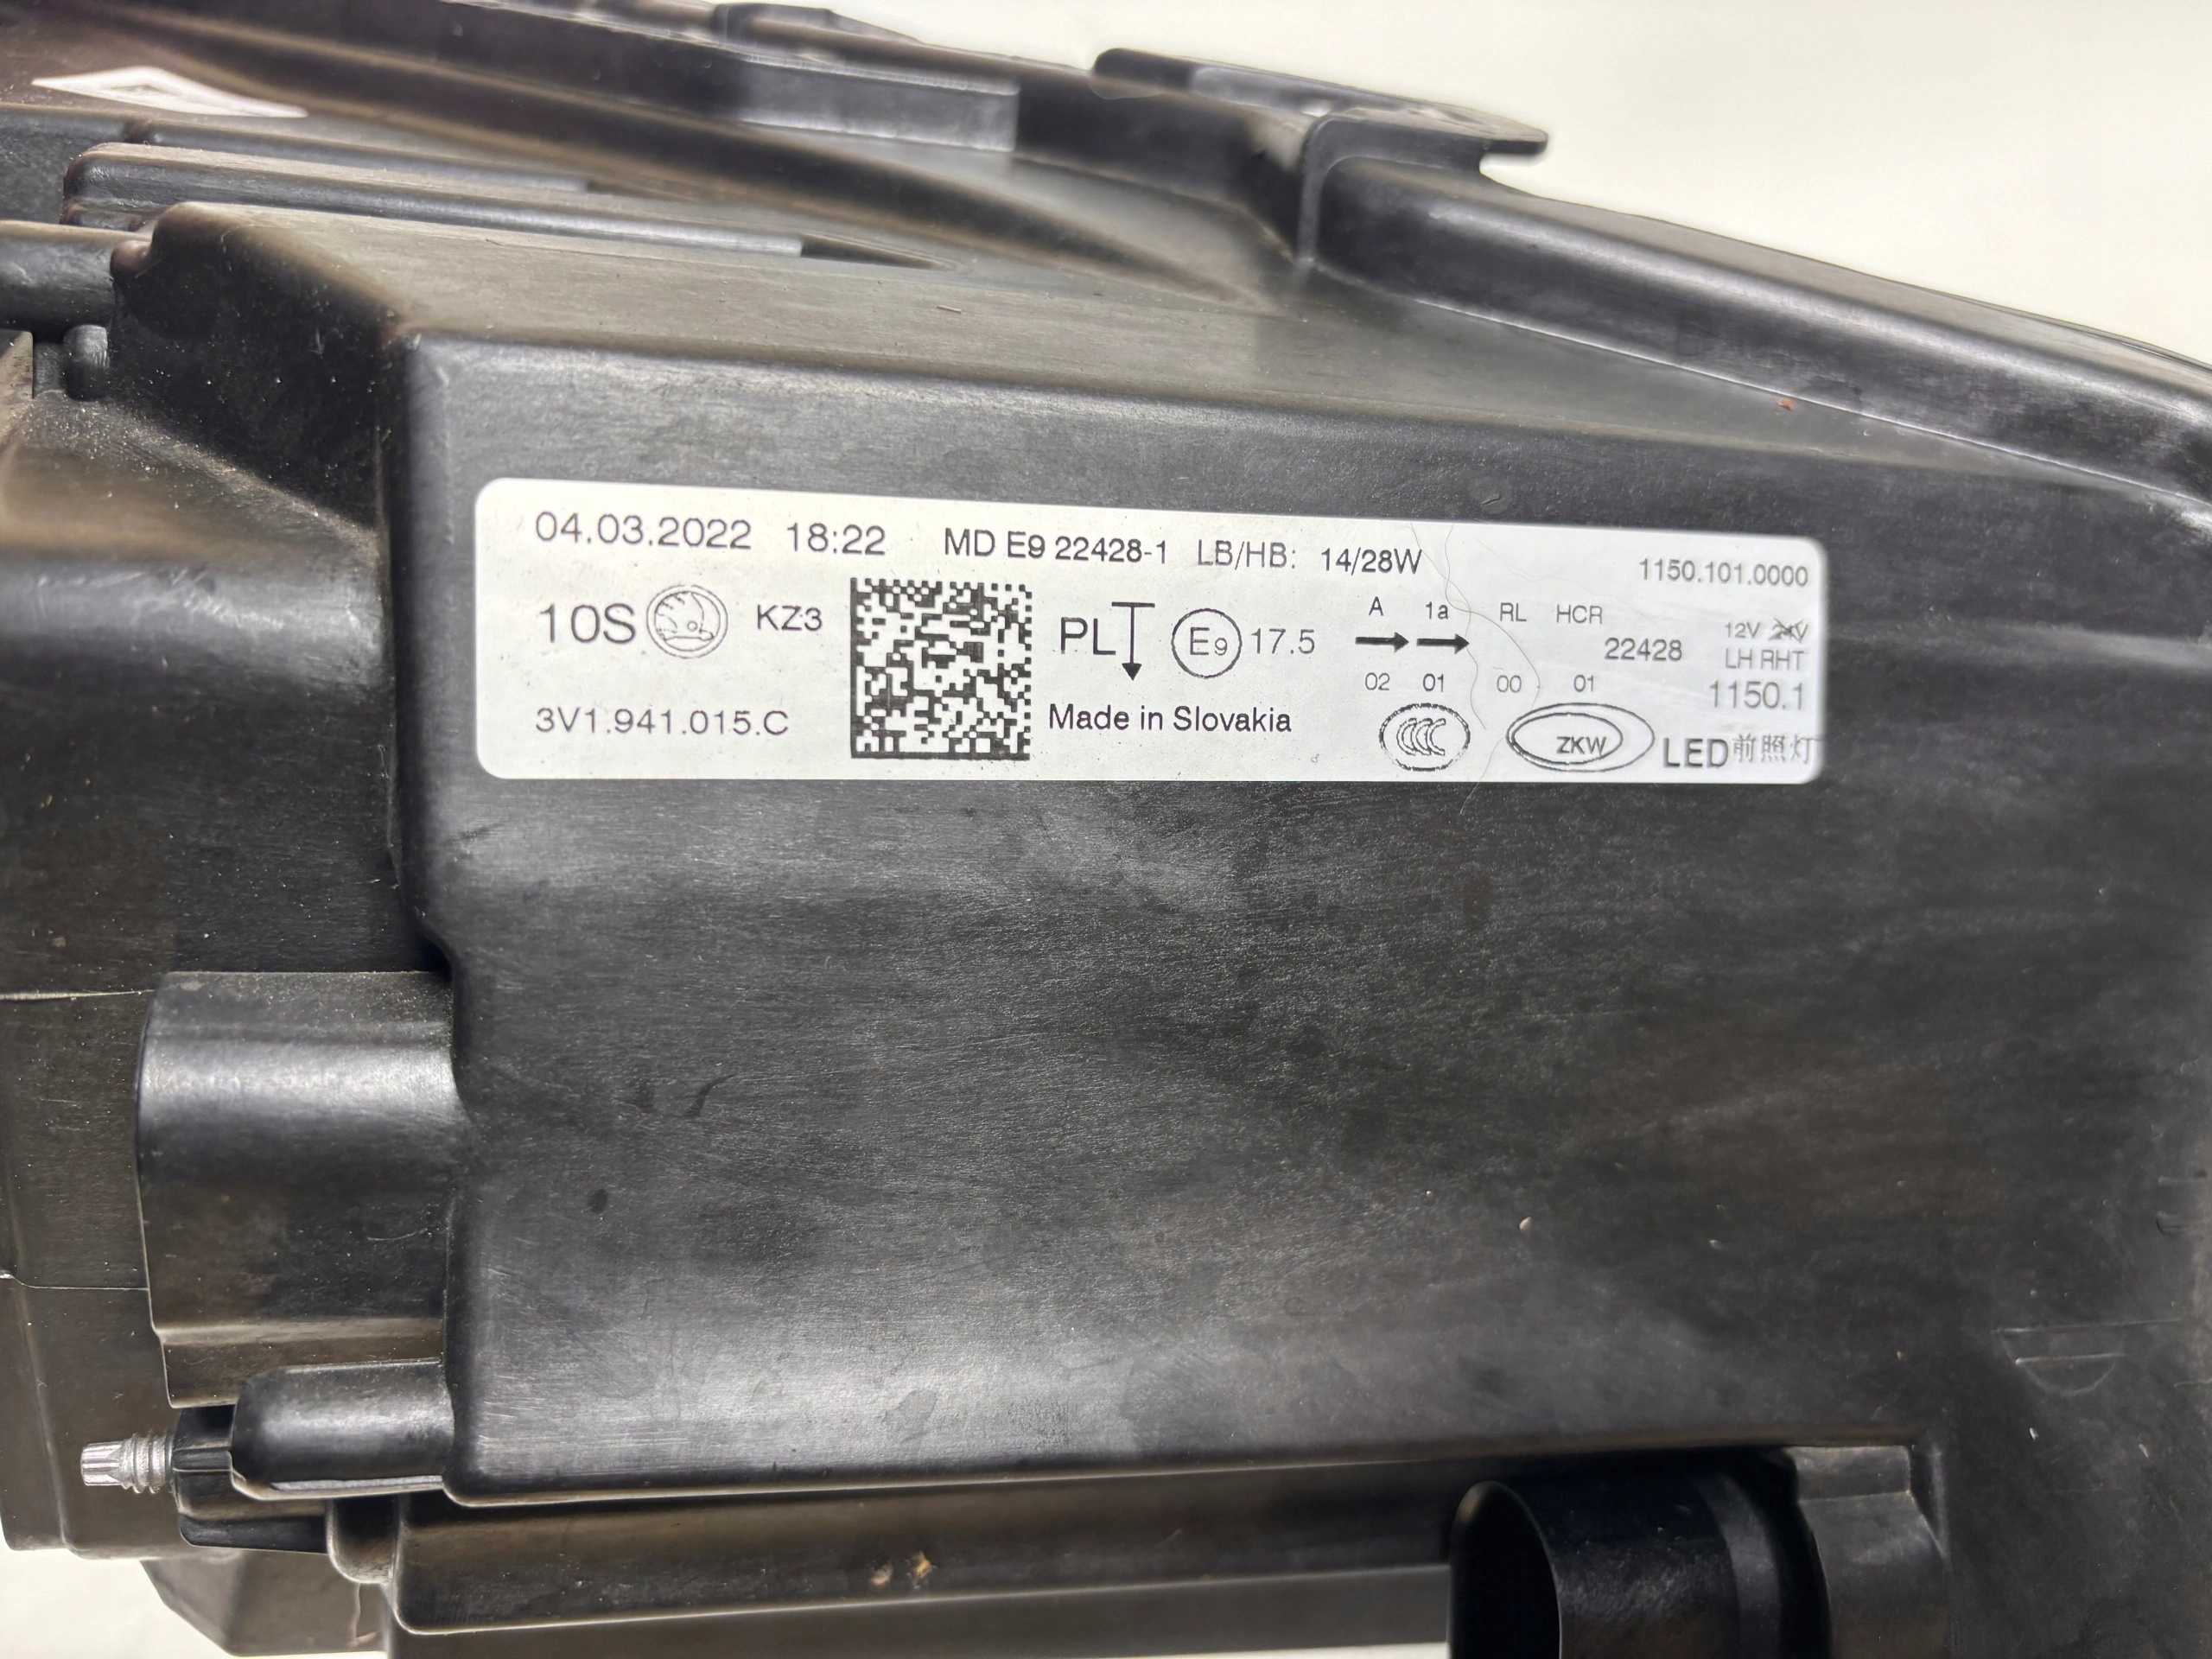 04.03.2022 18:22 MD E9 22428-1 LB/HB: 14/28W 1150.101.0000
10S KZ3 PL E9 17.5 A 1a RL HCR 22428 12V 24V
LH RHT
02 01 00 01 1150.1
3V1.941.015.C Made in Slovakia CCC ZKW LED前照灯